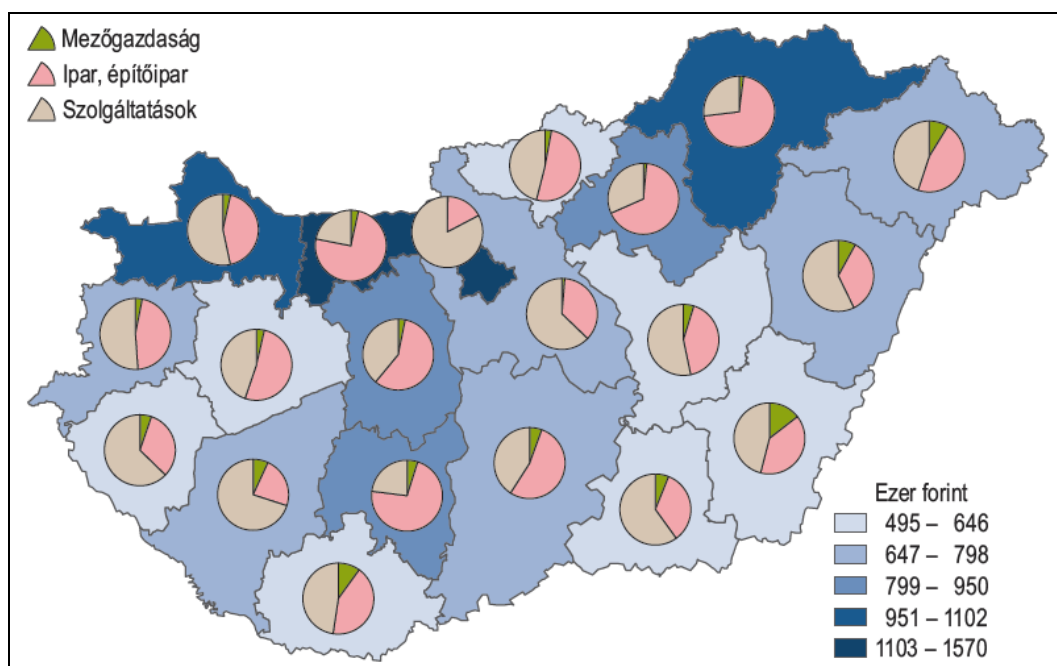 Mezőgazdaság
Ipar, építőipar
Szolgáltatások
Ezer forint
495 – 646
647 – 798
799 – 950
951 – 1102
1103 – 1570